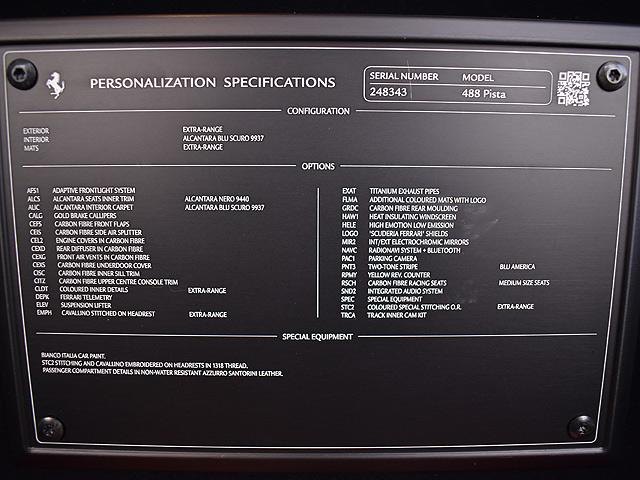 PERSONALIZATION SPECIFICATIONS
SERIAL NUMBER MODEL
248343 488 Pista
CONFIGURATION
EXTERIOR EXTRA-RANGE
INTERIOR ALCANTARA BLU SCURO 9937
MATS EXTRA-RANGE
OPTIONS
AFS1 ADAPTIVE FRONTLIGHT SYSTEM
ALCS ALCANTARA SEATS INNER TRIM ALCANTARA NERO 9440
ALIC ALCANTARA INTERIOR CARPET ALCANTARA BLU SCURO 9937
CALG GOLD BRAKE CALLIPERS
CEFS CARBON FIBRE FRONT FLAPS
CEIS CARBON FIBRE SIDE AIR SPLITTER
CEL2 ENGINE COVERS IN CARBON FIBRE
CEXD REAR DIFFUSER IN CARBON FIBRE
CEXG FRONT AIR VENTS IN CARBON FIBRE
CEXS CARBON FIBRE UNDERDOOR COVER
CISC CARBON FIBRE INNER SILL TRIM
CITZ CARBON FIBRE UPPER CENTRE CONSOLE TRIM
CLDT COLOURED INNER DETAILS EXTRA-RANGE
DEPK FERRARI TELEMETRY
ELEV SUSPENSION LIFTER
EMPH CAVALLINO STITCHED ON HEADREST EXTRA-RANGE
EXAT TITANIUM EXHAUST PIPES
FLMA ADDITIONAL COLOURED MATS WITH LOGO
GRDC CARBON FIBRE REAR MOULDING
HAW1 HEAT INSULATING WINDSCREEN
HELE HIGH EMOTION LOW EMISSION
LOGO "SCUDERIA FERRARI" SHIELDS
MIR2 INT/EXT ELECTROCHROMIC MIRRORS
NAVC RADIONAVI SYSTEM + BLUETOOTH
PAC1 PARKING CAMERA
PNT3 TWO-TONE STRIPE BLU AMERICA
RPMY YELLOW REV. COUNTER
RSCH CARBON FIBRE RACING SEATS MEDIUM SIZE SEATS
SND2 INTEGRATED AUDIO SYSTEM
SPEC SPECIAL EQUIPMENT
STC2 COLOURED SPECIAL STITCHING O.R. EXTRA-RANGE
TRCA TRACK INNER CAM KIT
SPECIAL EQUIPMENT
BIANCO ITALIA CAR PAINT.
STC2 STITCHING AND CAVALLINO EMBROIDERED ON HEADRESTS IN 1318 THREAD.
PASSENGER COMPARTMENT DETAILS IN NON-WATER RESISTANT AZZURRO SANTORINI LEATHER.